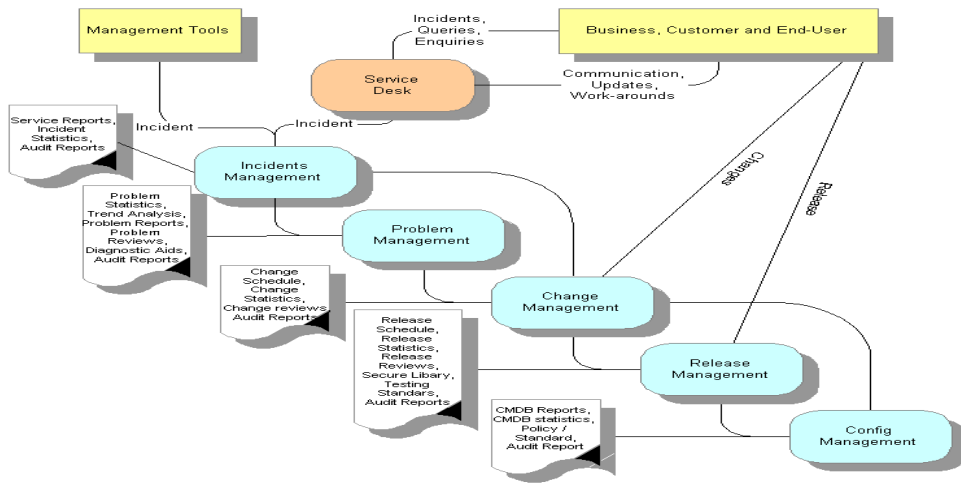 Management Tools
Incidents,
Queries,
Enquiries
Business, Customer and End-User
Service
Desk
Communication,
Updates,
Work-arounds
Incident
Incident
Service Reports,
Incident
Statistics,
Audit Reports
Incidents
Management
Changes
Release
Problem
Statistics,
Trend Analysis,
Problem Reports,
Problem
Reviews,
Diagnostic Aids,
Audit Reports
Problem
Management
Change
Schedule,
Change
Statistics,
Change reviews,
Audit Reports
Change
Management
Release
Schedule,
Release
Statistics,
Release
Reviews,
Secure Libary,
Testing
Standars,
Audit Reports
Release
Management
CMDB Reports,
CMDB statistics,
Policy /
Standard,
Audit Report
Config
Management